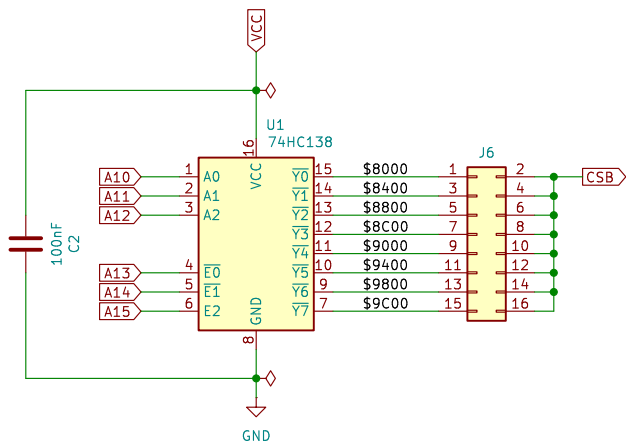 VCC
U1
74HC138
16
VCC
J6
A10 1 A0 Y0 15 $8000 1 2 CSB
A11 2 A1 Y1 14 $8400 3 4
A12 3 A2 Y2 13 $8800 5 6
Y3 12 $8C00 7 8
100nF
C2
Y4 11 $9000 9 10
A13 4 E0 Y5 10 $9400 11 12
A14 5 E1 Y6 9 $9800 13 14
A15 6 E2 Y7 7 $9C00 15 16
GND
8
GND